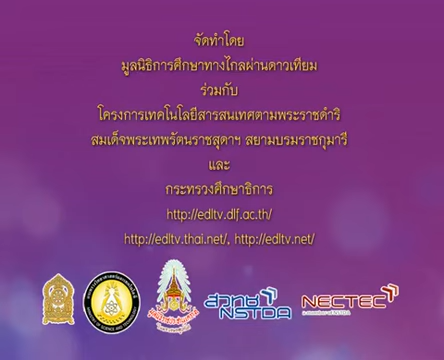 จัดทำโดย
มูลนิธิการศึกษาทางไกลผ่านดาวเทียม
ร่วมกับ
โครงการเทคโนโลยีสารสนเทศตามพระราชดำริ
สมเด็จพระเทพรัตนราชสุดาฯ สยามบรมราชกุมารี
และ
กระทรวงศึกษาธิการ
http://edltv.dlf.ac.th/
http://edltv.thai.net/, http://edltv.net/
สวทช
NSTDA
NECTEC
a member of NSTDA